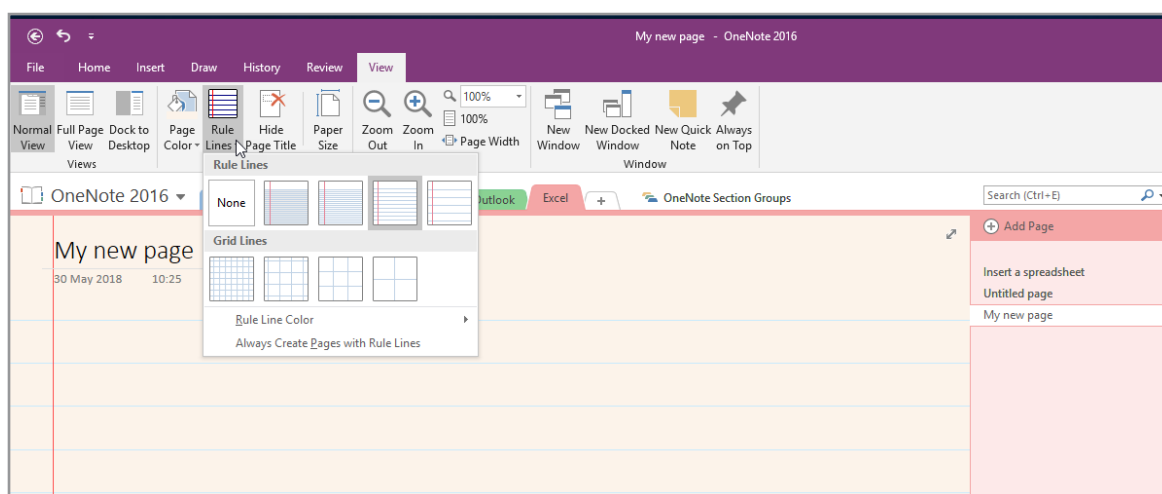 My new page - OneNote 2016
File Home Insert Draw History Review View
100%
Normal Full Page Dock to Page Rule Hide Paper Zoom Zoom 100% New New Docked New Quick Always
View View Desktop Color Lines Page Title Size Out In Page Width Window Window Note on Top
Views Window
Rule Lines
OneNote 2016 None Outlook Excel + OneNote Section Groups Search (Ctrl+E)
Grid Lines
Add Page
My new page
30 May 2018 10:25
Insert a spreadsheet
Untitled page
My new page
Rule Line Color
Always Create Pages with Rule Lines